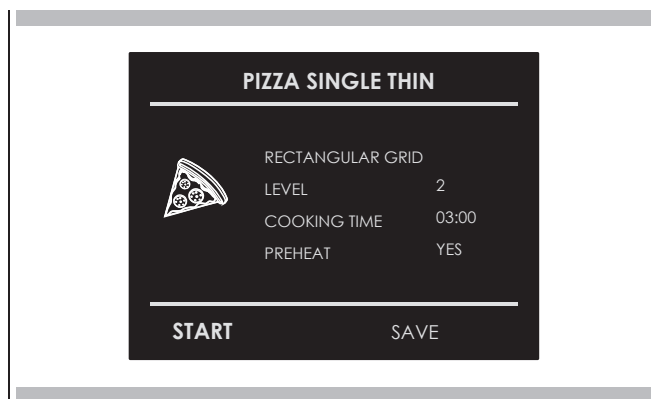 PIZZA SINGLE THIN
RECTANGULAR GRID
LEVEL 2
COOKING TIME 03:00
PREHEAT YES
START SAVE